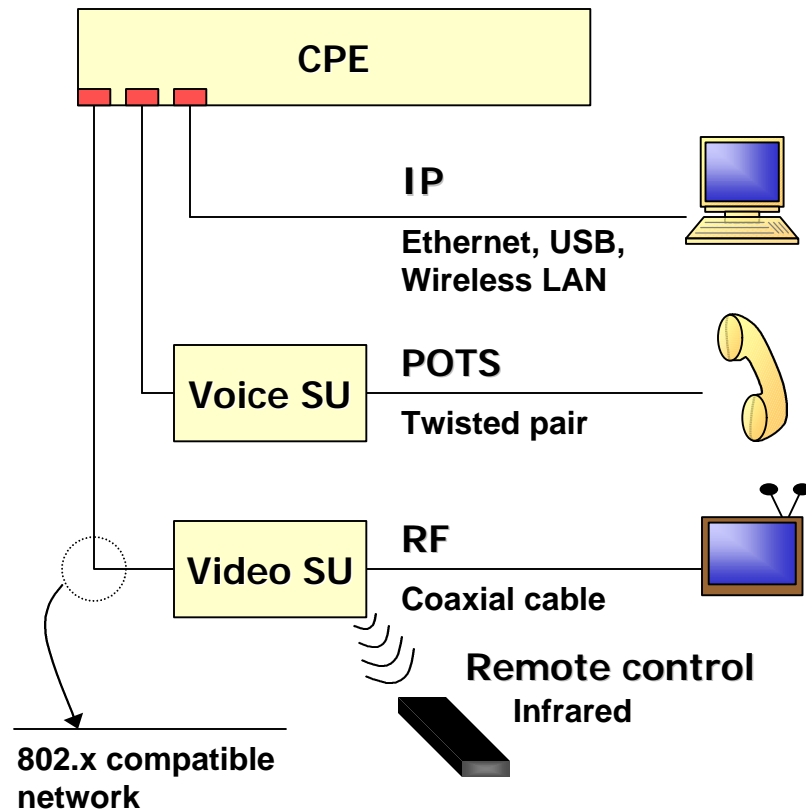 CPE
IP
Ethernet, USB,
Wireless LAN
Voice SU
POTS
Twisted pair
Video SU
RF
Coaxial cable
Remote control
Infrared
802.x compatible
network